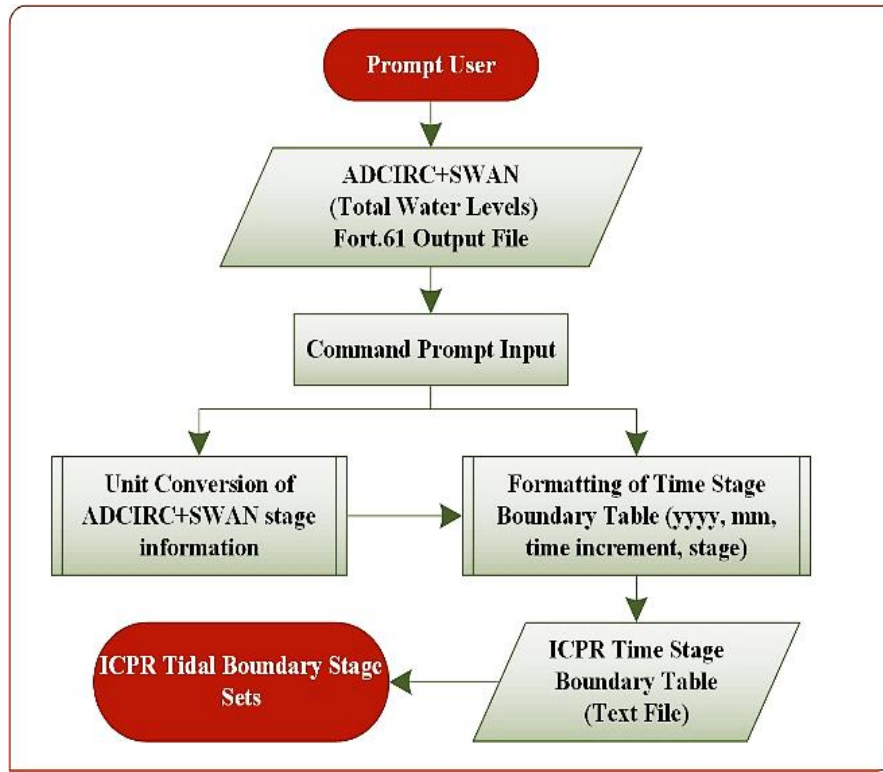 Prompt User
ADCIRC+SWAN
(Total Water Levels)
Fort.61 Output File
Command Prompt Input
Unit Conversion of
ADCIRC+SWAN stage
information
Formatting of Time Stage
Boundary Table (yyyy, mm,
time increment, stage)
ICPR Tidal Boundary Stage
Sets
ICPR Time Stage
Boundary Table
(Text File)